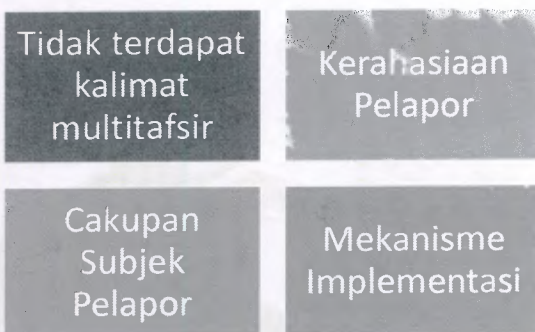 Tidak terdapat
kalimat
multitafsir
Kerahasiaan
Pelapor
Cakupan
Subjek
Pelapor
Mekanisme
Implementasi